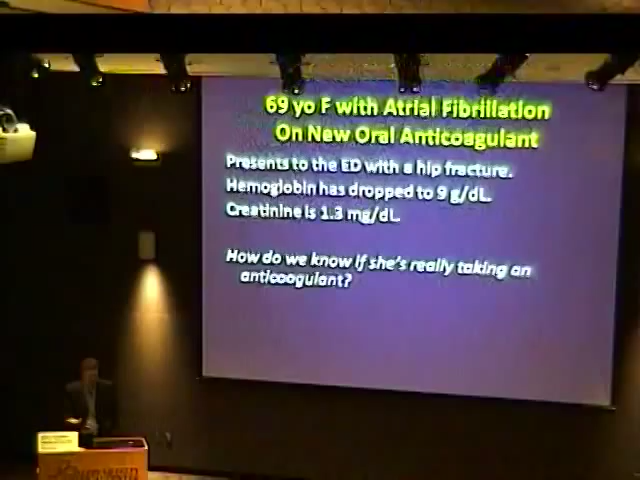 69 yo F with Atrial Fibrillation
On New Oral Anticoagulant
Presents to the ED with a hip fracture.
Hemoglobin has dropped to 9 g/dL.
Creatinine is 1.3 mg/dL.
How do we know if she's really taking an
anticoagulant?